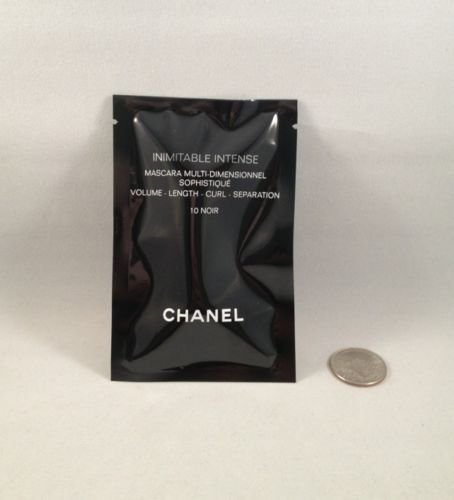 INIMITABLE INTENSE
MASCARA MULTI-DIMENSIONNEL
SOPHISTIQUÉ
VOLUME - LENGTH - CURL - SEPARATION
10 NOIR
CHANEL